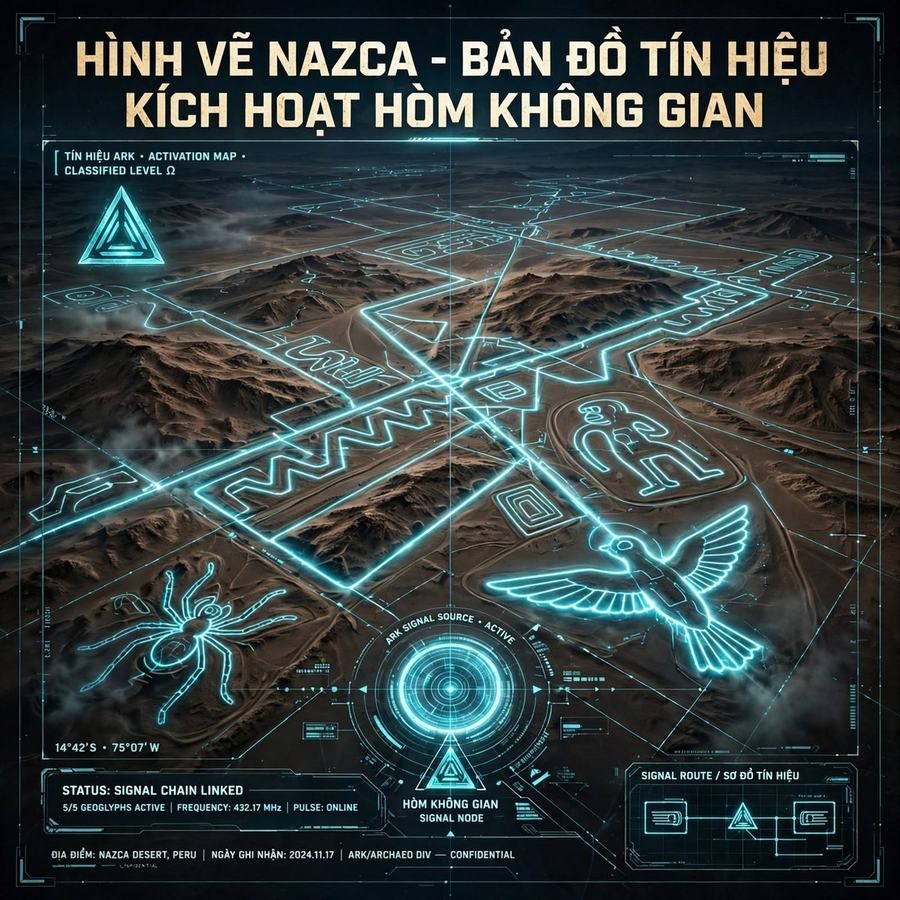 HÌNH VẼ NAZCA - BẢN ĐỒ TÍN HIỆU
KÍCH HOẠT HÒM KHÔNG GIAN
TÍN HIỆU ARK • ACTIVATION MAP •
CLASSIFIED LEVEL Ω
ARK SIGNAL SOURCE • ACTIVE
14°42'S • 75°07'W
STATUS: SIGNAL CHAIN LINKED
5/5 GEOGLYPHS ACTIVE | FREQUENCY: 432.17 MHz | PULSE: ONLINE
HÒM KHÔNG GIAN
SIGNAL NODE
SIGNAL ROUTE / SƠ ĐỒ TÍN HIỆU
ĐỊA ĐIỂM: NAZCA DESERT, PERU | NGÀY GHI NHẬN: 2024.11.17 | ARK/ARCHAEO DIV — CONFIDENTIAL